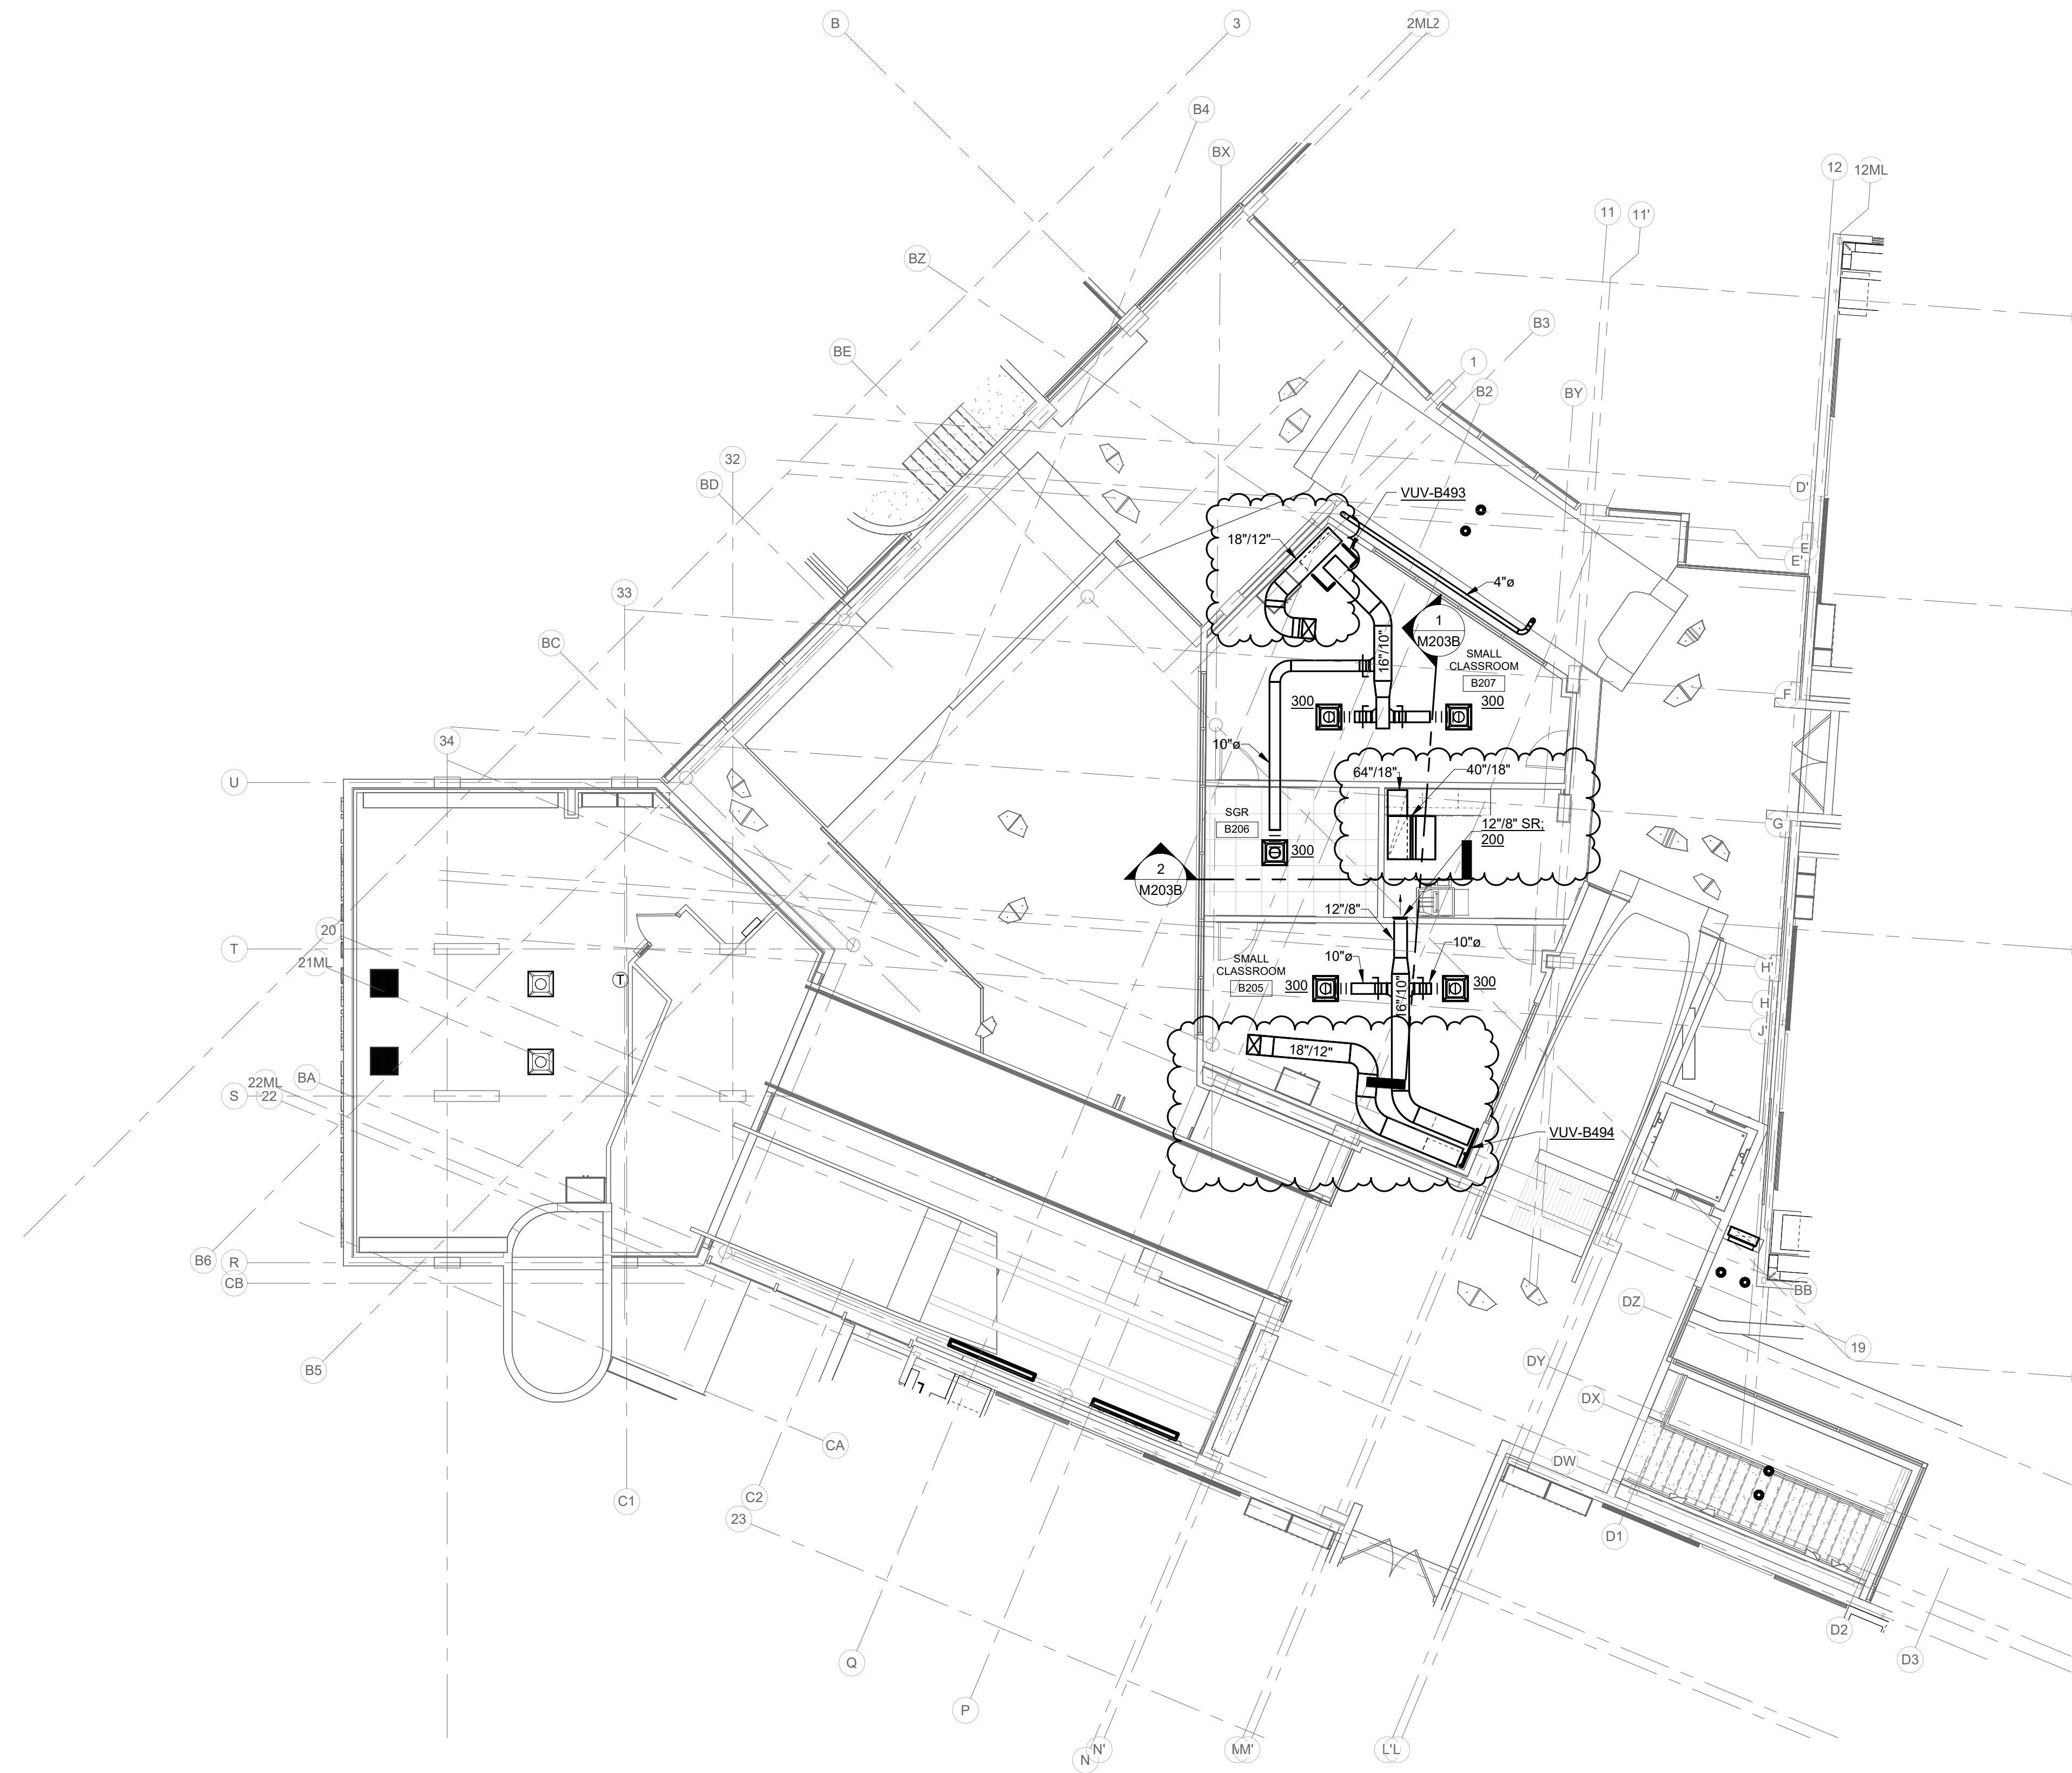 B
3
2ML
2
B4
BX
12
12ML
11
11'
BZ
B3
BE
1
B2
BY
32
BD
D'
VUV-B493
18"/12"
E
E'
33
4"ø
BC
1
M203B
16"/10"
SMALL
CLASSROOM
B207
F
300
300
34
10"ø
U
64"/18"
40"/18"
SGR
B206
12"/8" SR;
200
G
300
2
M203B
12"/8"
20
T
10"ø
10"ø
21ML
SMALL
CLASSROOM
B205
H'
T
300
300
16"/10"
H
J'
18"/12"
22ML
BA
S
22
VUV-B494
B6
R
CB
BB
DZ
19
B5
DY
DX
CA
DW
C2
C1
23
D1
D2
Q
D3
P
N
N'
M'
L'
L